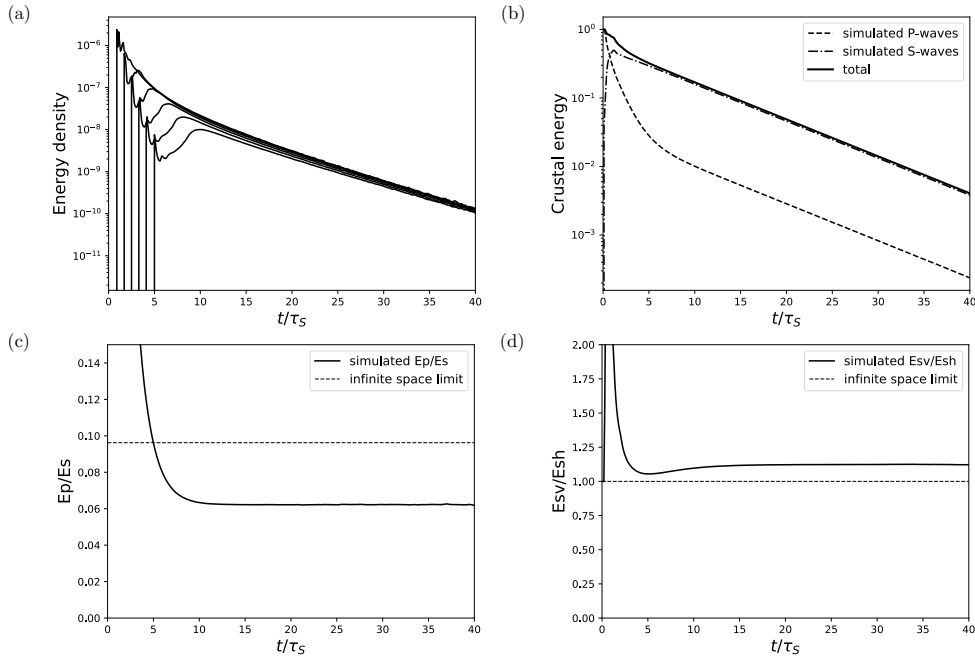 (a)
Energy density
10⁻⁶
10⁻⁷
10⁻⁸
10⁻⁹
10⁻¹⁰
10⁻¹¹
0 5 10 15 20 25 30 35 40
t/τS
(b)
Crustal energy
10⁰
10⁻¹
10⁻²
10⁻³
simulated P-waves
simulated S-waves
total
0 5 10 15 20 25 30 35 40
t/τS
(c)
Ep/Es
0.14
0.12
0.10
0.08
0.06
0.04
0.02
0.00
simulated Ep/Es
infinite space limit
0 5 10 15 20 25 30 35 40
t/τS
(d)
Esv/Esh
2.00
1.75
1.50
1.25
1.00
0.75
0.50
0.25
0.00
simulated Esv/Esh
infinite space limit
0 5 10 15 20 25 30 35 40
t/τS